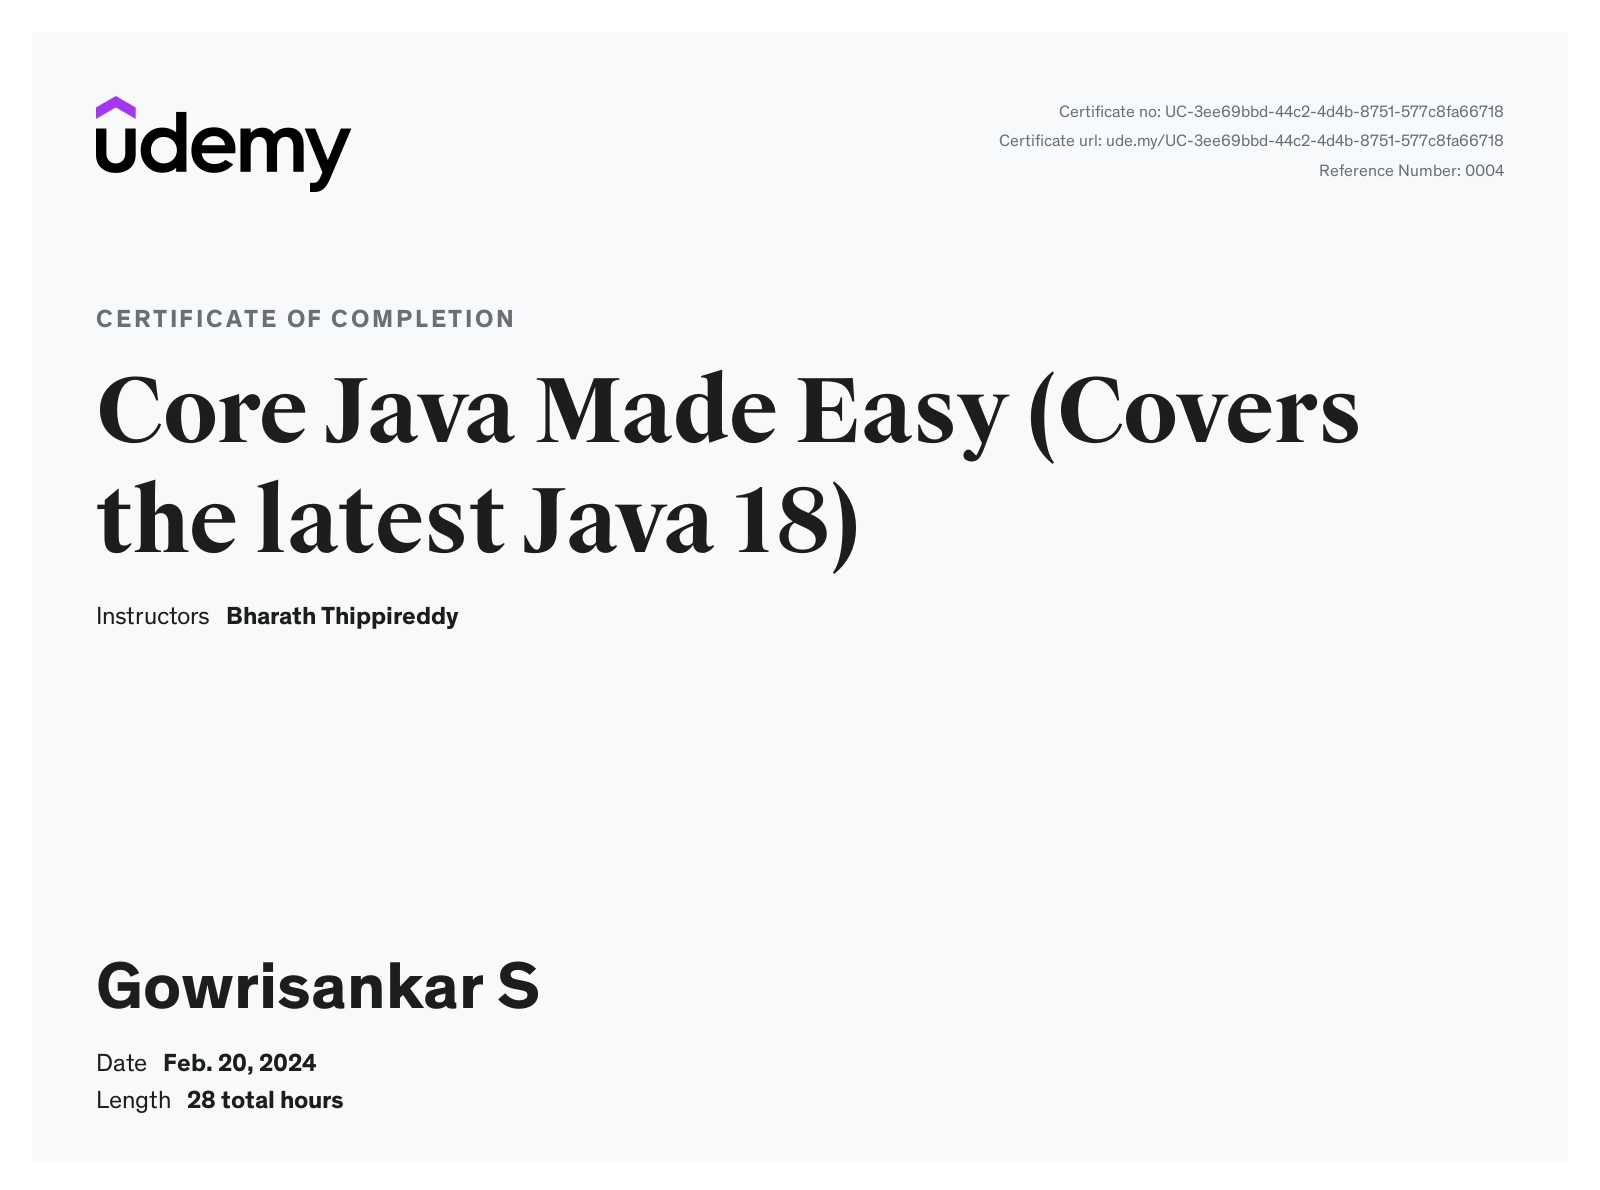 udemy
Certificate no: UC-3ee69bbd-44c2-4d4b-8751-577c8fa66718
Certificate url: ude.my/UC-3ee69bbd-44c2-4d4b-8751-577c8fa66718
Reference Number: 0004
CERTIFICATE OF COMPLETION
Core Java Made Easy (Covers
the latest Java 18)
Instructors Bharath Thippireddy
Gowrisankar S
Date Feb. 20, 2024
Length 28 total hours